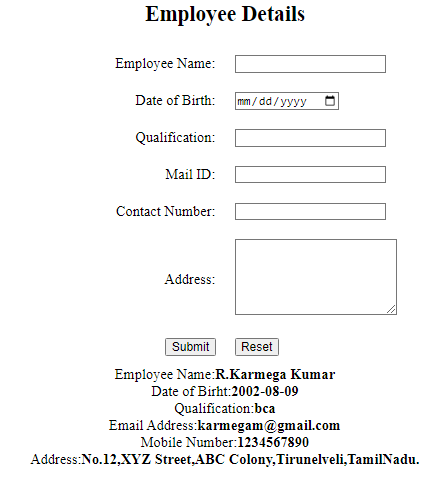 Employee Details
Employee Name:
Date of Birth: mm/dd/yyyy
Qualification:
Mail ID:
Contact Number:
Address:
Submit Reset
Employee Name:R.Karmega Kumar
Date of Birht:2002-08-09
Qualification:bca
Email Address:karmegam@gmail.com
Mobile Number:1234567890
Address:No.12,XYZ Street,ABC Colony,Tirunelveli,TamilNadu.